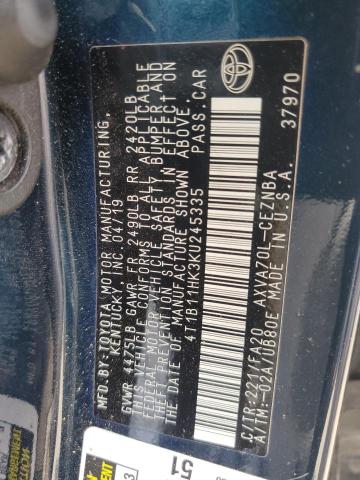 MFD. BY: TOYOTA MOTOR MANUFACTURING,
KENTUCKY, INC. 04/19
GVWR 4475LB GAWR FR 2490LB RR 2420LB
THIS VEHICLE CONFORMS TO ALL APPLICABLE
FEDERAL MOTOR VEHICLE SAFETY, BUMPER, AND
THEFT PREVENTION STANDARDS IN EFFECT ON
THE DATE OF MANUFACTURE SHOWN ABOVE.
4T1B11HK3KU245335 PASS. CAR
C/TR: 221/FA20 AXVA70L-CEZNBA
A/TM: -02A/UB80E MADE IN U.S.A.
37970
TOYOTA
51